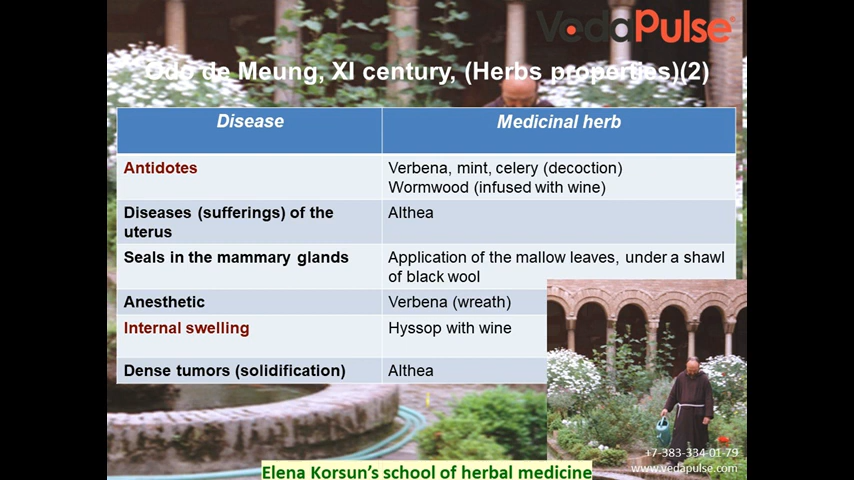 VedaPulse®
Odo de Meung, XI century, (Herbs properties)(2)
Disease
Medicinal herb
Antidotes
Verbena, mint, celery (decoction)
Wormwood (infused with wine)
Diseases (sufferings) of the
uterus
Althea
Seals in the mammary glands
Application of the mallow leaves, under a shawl
of black wool
Anesthetic
Verbena (wreath)
Internal swelling
Hyssop with wine
Dense tumors (solidification)
Althea
+7-383-334-01-79
www.vedapulse.com
Elena Korsun's school of herbal medicine